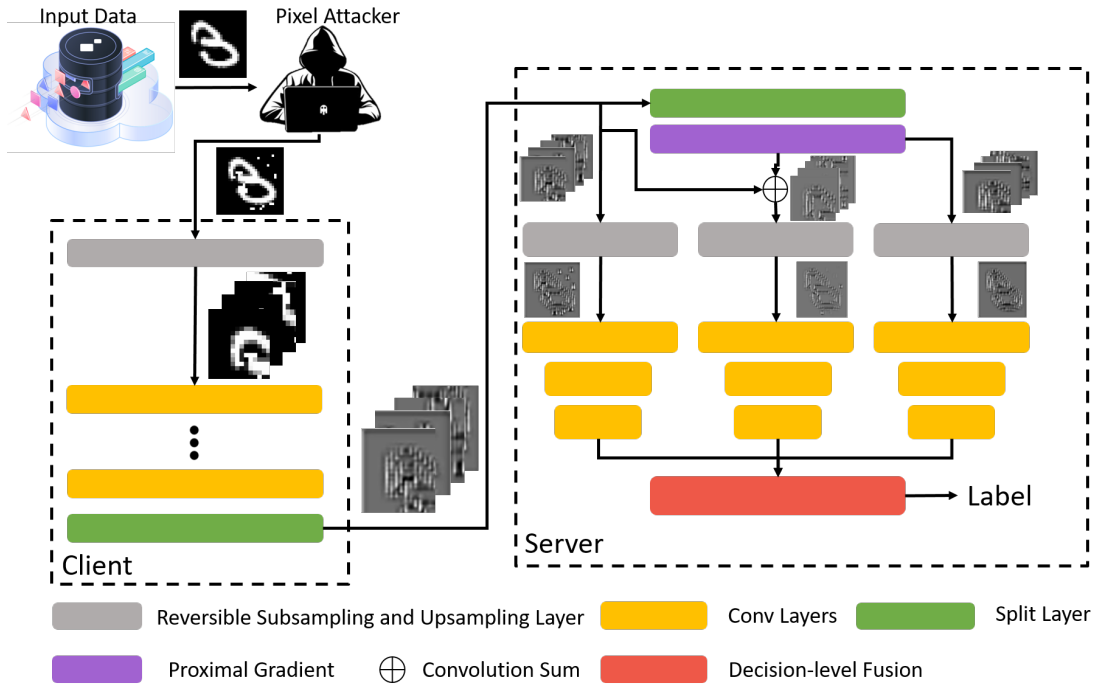 Input Data
Pixel Attacker
Client
Server
Label
Reversible Subsampling and Upsampling Layer
Conv Layers
Split Layer
Proximal Gradient
Convolution Sum
Decision-level Fusion